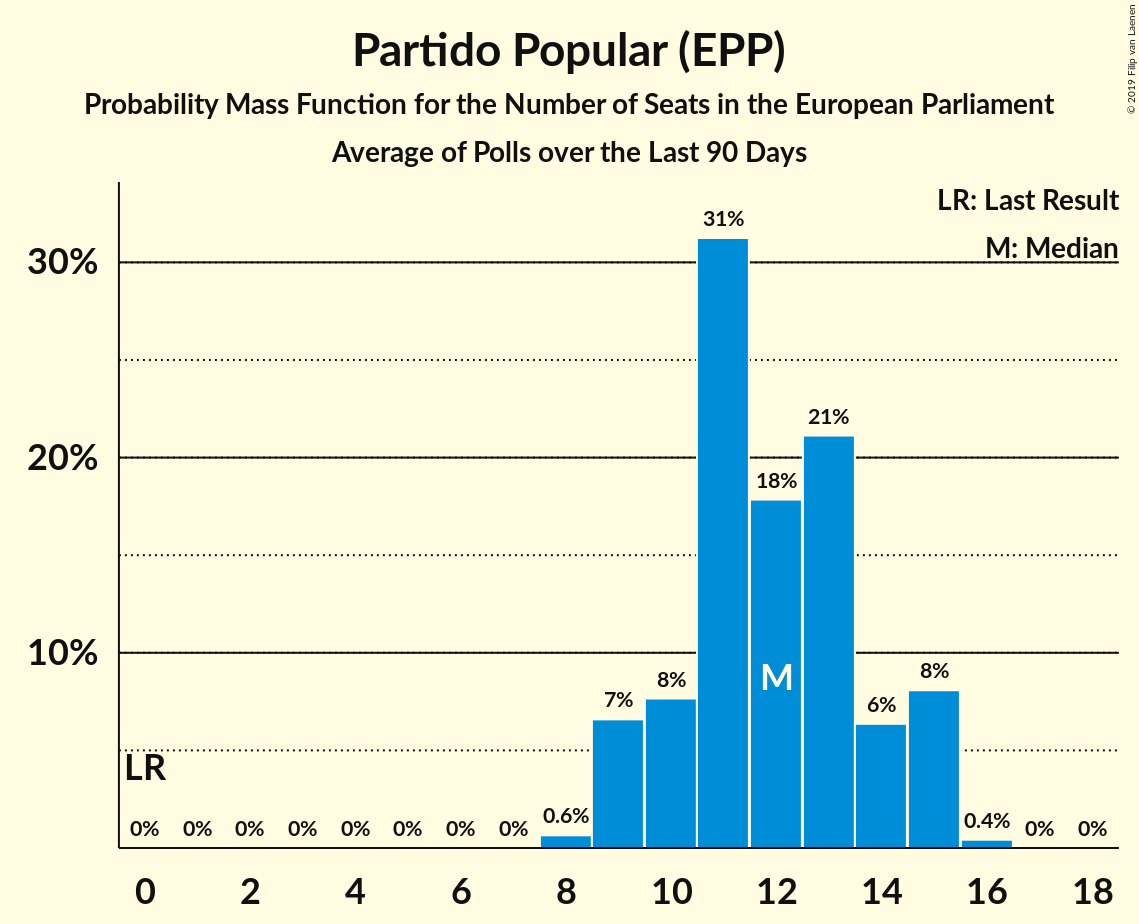 Partido Popular (EPP)
Probability Mass Function for the Number of Seats in the European Parliament
Average of Polls over the Last 90 Days
© 2019 Filip van Laenen
LR: Last Result
M: Median
30%
20%
10%
31%
21%
18%
8%
8%
7%
6%
M
LR
0% 0% 0% 0% 0% 0% 0% 0% 0.6% 0.4% 0% 0%
0 2 4 6 8 10 12 14 16 18